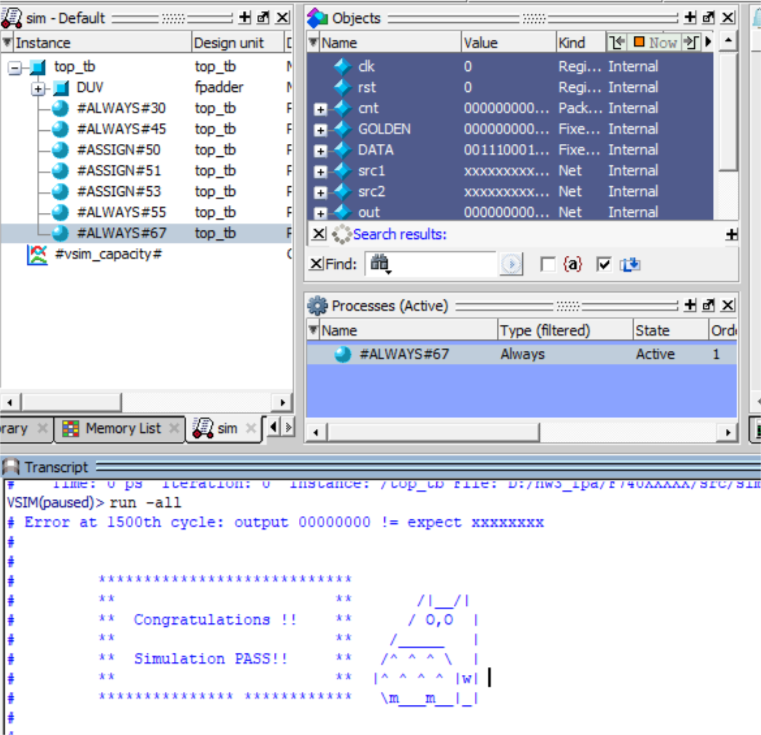 sim - Default
Instance Design unit D
top_tb top_tb
DUV fpadder
#ALWAYS#30 top_tb
#ALWAYS#45 top_tb
#ASSIGN#50 top_tb
#ASSIGN#51 top_tb
#ASSIGN#53 top_tb
#ALWAYS#55 top_tb
#ALWAYS#67 top_tb
#vsim_capacity#
rary Memory List sim
Objects
Name Value Kind Now
clk 0 Regi... Internal
rst 0 Regi... Internal
cnt 000000000... Pack... Internal
GOLDEN 000000000... Fixe... Internal
DATA 001110001... Fixe... Internal
src1 xxxxxxxxx... Net Internal
src2 xxxxxxxxx... Net Internal
out 000000000... Net Internal
Search results:
Find: {a}
Processes (Active)
Name Type (filtered) State Orde
#ALWAYS#67 Always Active 1
Transcript
# Time: 0 ps Iteration: 0 Instance: /top_tb File: D:/hw3_ipa/F740XXXXX/src/sim
VSIM(paused)> run -all
# Error at 1500th cycle: output 00000000 != expect xxxxxxxx
#
#
# ****************************
# ** ** /|__/|
# ** Congratulations !! ** / O,O |
# ** ** /_____ |
# ** Simulation PASS!! ** /^ ^ ^ \ |
# ** ** |^ ^ ^ ^ |w|
# *************** ************ \m___m__|_|
#